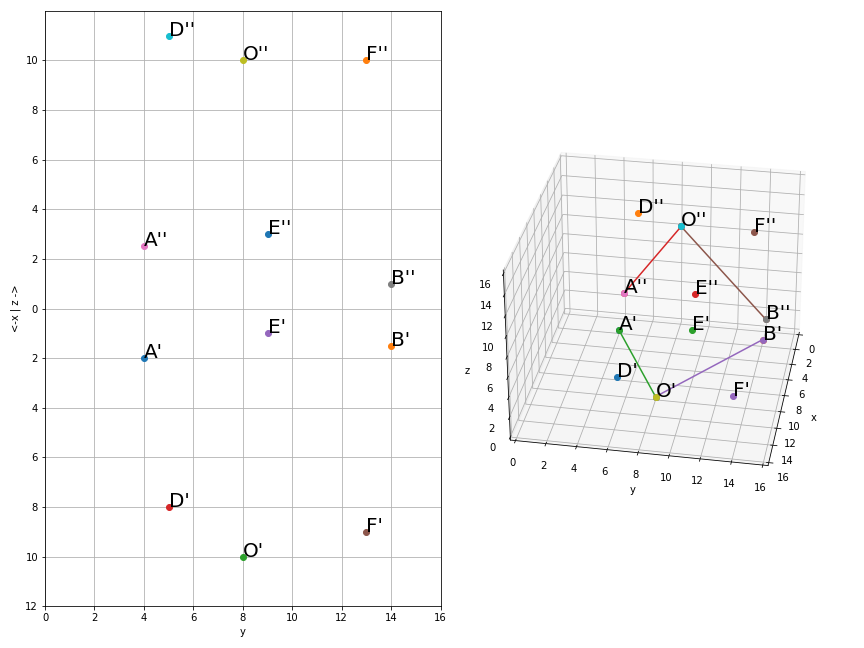 D'' O'' F''
10
8
6
4 E''
A''
2 B''
0
E' B'
2 A'
4
6
8 D'
F'
10 O'
12
0 2 4 6 8 10 12 14 16
y
<-x | z ->
D'' O'' F''
16 A'' E''
14 B''
12 A' E' B' 0
10 2
z 8 D' 4
6 O' F' 6
4 8 x
2 10
0 12
14
0 2 4 6 8 10 12 14 16 16
y